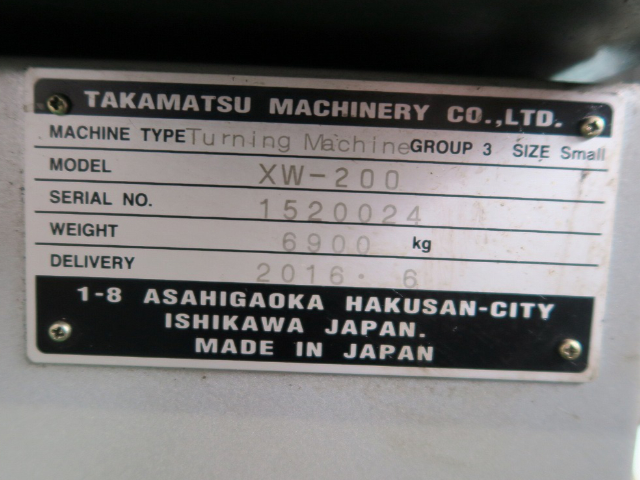 TAKAMATSU MACHINERY CO.,LTD.
MACHINE TYPE Turning Machine GROUP 3 SIZE Small
MODEL XW-200
SERIAL NO. 1520024
WEIGHT 6900 kg
DELIVERY 2016・6
1-8 ASAHIGAOKA HAKUSAN-CITY
ISHIKAWA JAPAN.
MADE IN JAPAN